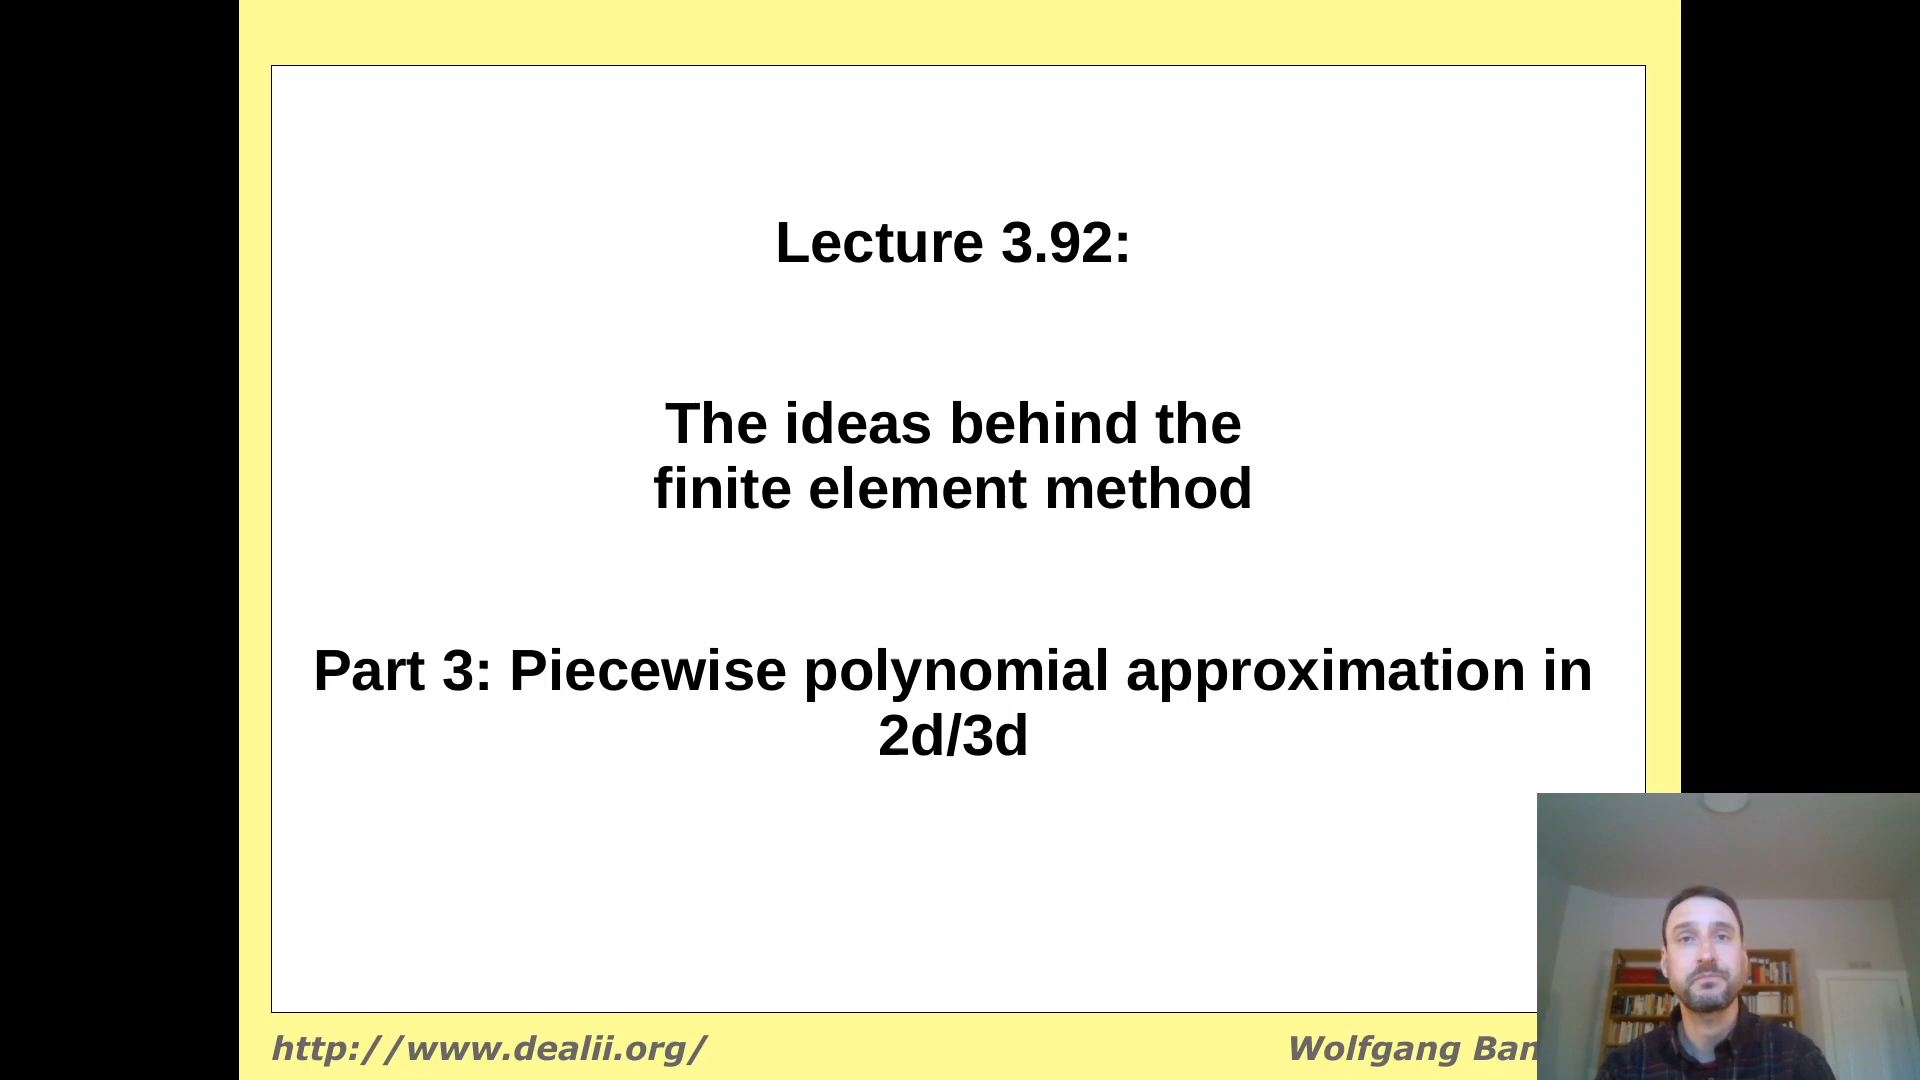 Lecture 3.92:
The ideas behind the
finite element method
Part 3: Piecewise polynomial approximation in
2d/3d
http://www.dealii.org/
Wolfgang